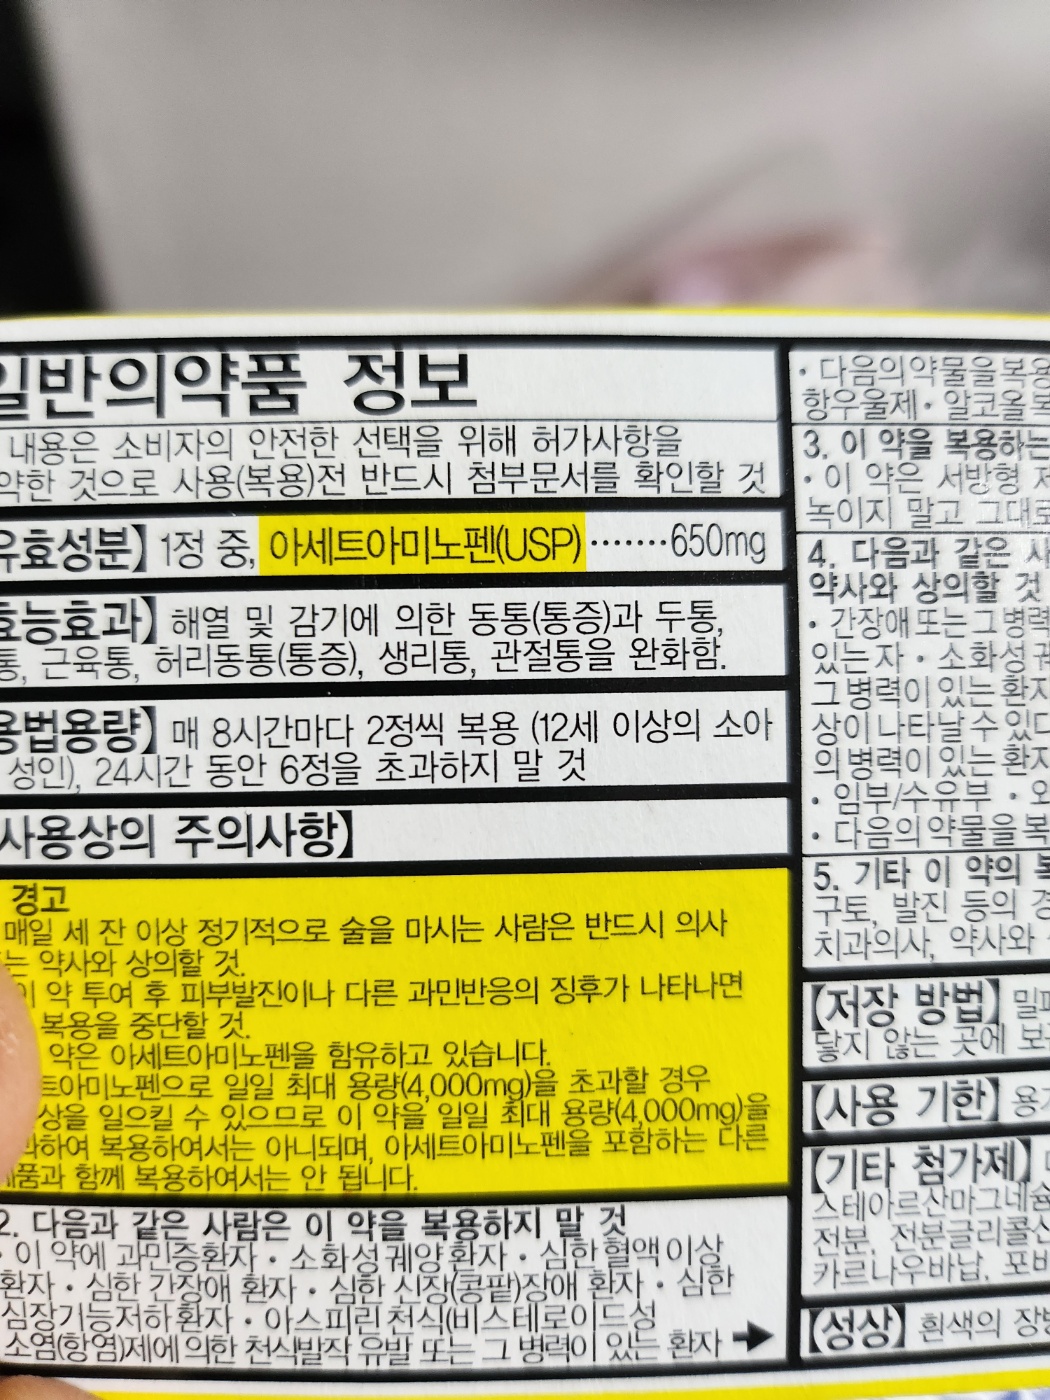 일반의약품 정보
내용은 소비자의 안전한 선택을 위해 허가사항을
약한 것으로 사용(복용)전 반드시 첨부문서를 확인할 것
유효성분】 1정 중, 아세트아미노펜(USP) ········650mg
효능효과】 해열 및 감기에 의한 동통(통증)과 두통,
통, 근육통, 허리동통(통증), 생리통, 관절통을 완화함.
용법용량】 매 8시간마다 2정씩 복용 (12세 이상의 소아
성인), 24시간 동안 6정을 초과하지 말 것
사용상의 주의사항】
경고
매일 세 잔 이상 정기적으로 술을 마시는 사람은 반드시 의사
는 약사와 상의할 것.
이 약 투여 후 피부발진이나 다른 과민반응의 징후가 나타나면
복용을 중단할 것.
약은 아세트아미노펜을 함유하고 있습니다.
트아미노펜으로 일일 최대 용량(4,000mg)을 초과할 경우
상을 일으킬 수 있으므로 이 약을 일일 최대 용량(4,000mg)을
하여 복용하여서는 아니되며, 아세트아미노펜을 포함하는 다른
품과 함께 복용하여서는 안 됩니다.
2. 다음과 같은 사람은 이 약을 복용하지 말 것
• 이 약에 과민증환자 • 소화성궤양환자 • 심한 혈액 이상
환자 • 심한 간장애 환자 • 심한 신장(콩팥)장애 환자 • 심한
심장기능저하환자 • 아스피린 천식(비스테로이드성
소염(항염)제에 의한 천식발작 유발 또는 그 병력이 있는 환자 ➡
• 다음의약물을복용
항우울제• 알코올복
3. 이 약을 복용하는
• 이 약은 서방형 제
녹이지 말고 그대로
4. 다음과 같은 사
약사와 상의할 것
• 간장애 또는 그 병력
있는 자 • 소화성궤
그 병력이 있는 환자
상이 나타날 수 있다
의 병력이 있는 환자
• 임부/수유부 • 와
• 다음의 약물을 복
5. 기타 이 약의 복
구토, 발진 등의 경
치과의사, 약사와
【저장 방법】 밀폐
닿지 않는 곳에 보
【사용 기한】 용기
【기타 첨가제】
스테아르산마그네슘
전분, 전분글리콜산
카르나우바납, 포비
【성상】 흰색의 장방